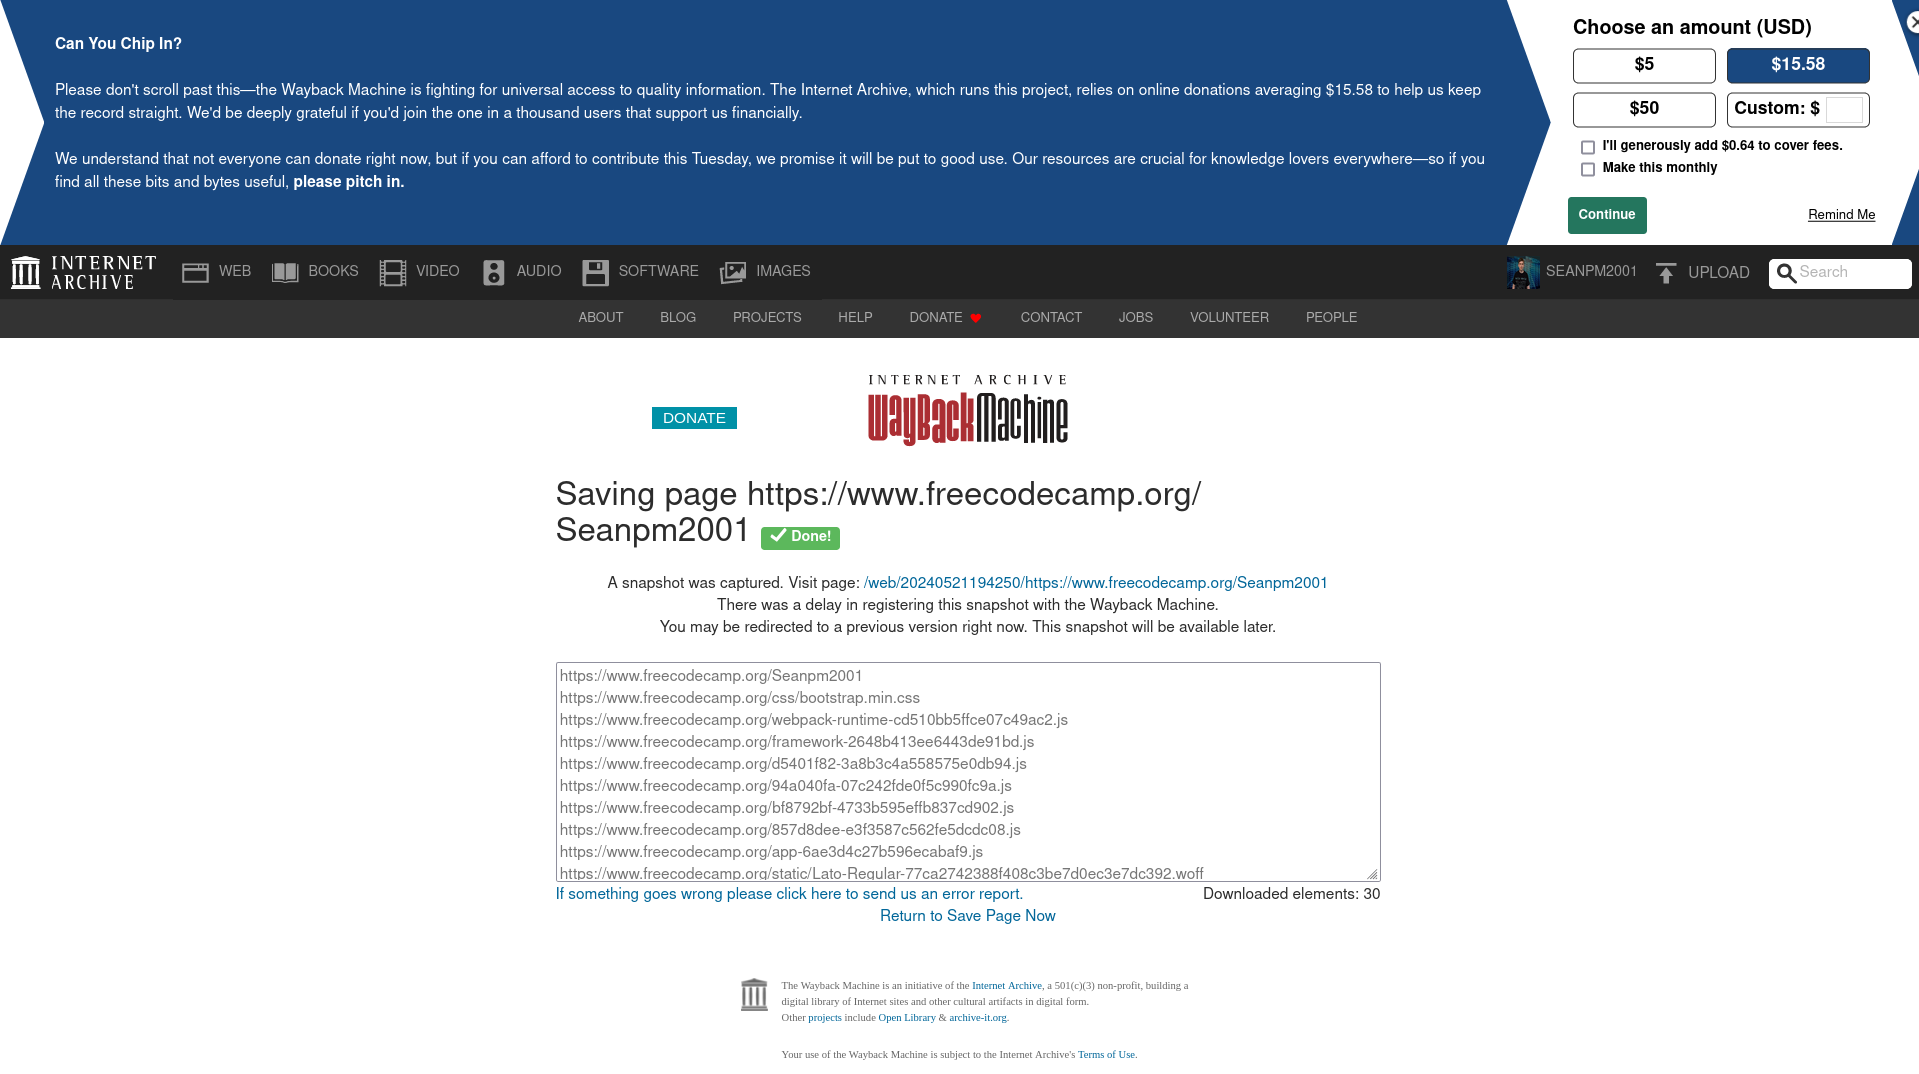 Can You Chip In?
Please don't scroll past this—the Wayback Machine is fighting for universal access to quality information. The Internet Archive, which runs this project, relies on online donations averaging $15.58 to help us keep
the record straight. We'd be deeply grateful if you'd join the one in a thousand users that support us financially.
We understand that not everyone can donate right now, but if you can afford to contribute this Tuesday, we promise it will be put to good use. Our resources are crucial for knowledge lovers everywhere—so if you
find all these bits and bytes useful, please pitch in.
Choose an amount (USD)
$5 $15.58
$50 Custom: $
I'll generously add $0.64 to cover fees.
Make this monthly
Continue Remind Me
INTERNET
ARCHIVE
WEB BOOKS VIDEO AUDIO SOFTWARE IMAGES SEANPM2001 UPLOAD Search
ABOUT BLOG PROJECTS HELP DONATE CONTACT JOBS VOLUNTEER PEOPLE
INTERNET ARCHIVE
WayBackMachine
DONATE
Saving page https://www.freecodecamp.org/
Seanpm2001 Done!
A snapshot was captured. Visit page: /web/20240521194250/https://www.freecodecamp.org/Seanpm2001
There was a delay in registering this snapshot with the Wayback Machine.
You may be redirected to a previous version right now. This snapshot will be available later.
https://www.freecodecamp.org/Seanpm2001
https://www.freecodecamp.org/css/bootstrap.min.css
https://www.freecodecamp.org/webpack-runtime-cd510bb5ffce07c49ac2.js
https://www.freecodecamp.org/framework-2648b413ee6443de91bd.js
https://www.freecodecamp.org/d5401f82-3a8b3c4a558575e0db94.js
https://www.freecodecamp.org/94a040fa-07c242fde0f5c990fc9a.js
https://www.freecodecamp.org/bf8792bf-4733b595effb837cd902.js
https://www.freecodecamp.org/857d8dee-e3f3587c562fe5dcdc08.js
https://www.freecodecamp.org/app-6ae3d4c27b596ecabaf9.js
https://www.freecodecamp.org/static/Lato-Regular-77ca2742388f408c3be7d0ec3e7dc392.woff
If something goes wrong please click here to send us an error report. Downloaded elements: 30
Return to Save Page Now
The Wayback Machine is an initiative of the Internet Archive, a 501(c)(3) non-profit, building a
digital library of Internet sites and other cultural artifacts in digital form.
Other projects include Open Library & archive-it.org.
Your use of the Wayback Machine is subject to the Internet Archive's Terms of Use.